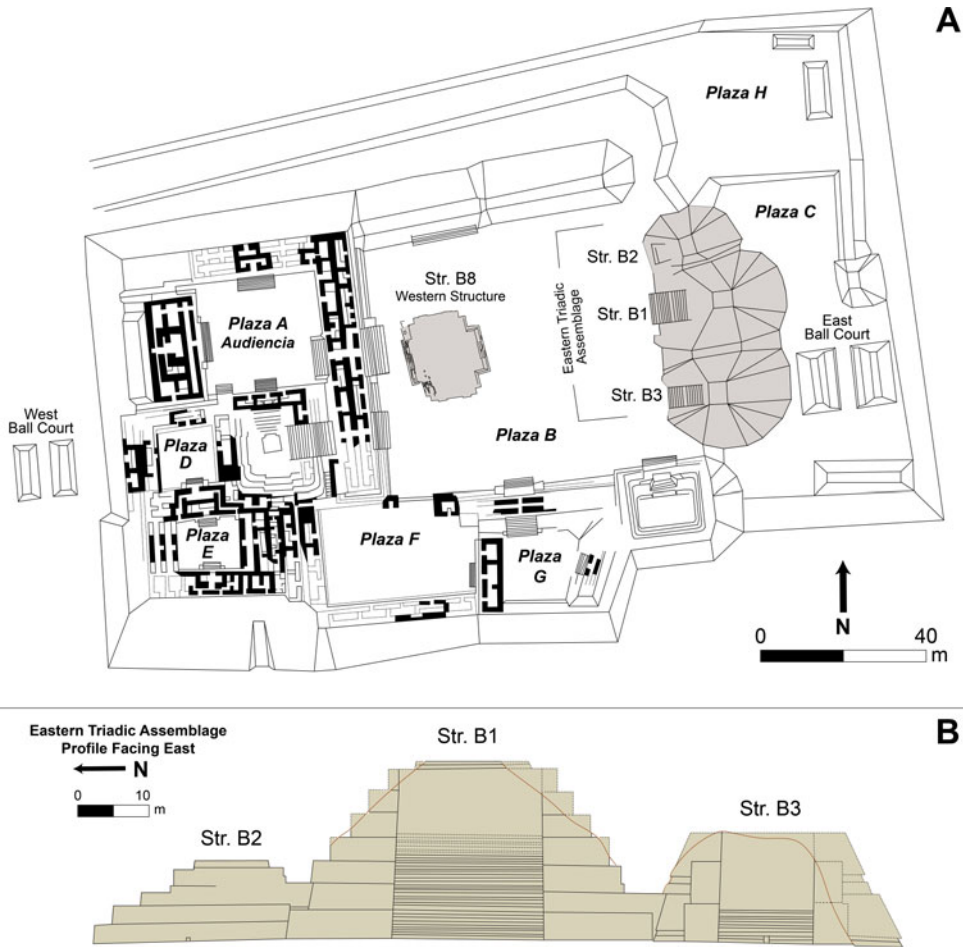 A
Plaza H
Plaza C
Str. B2
Str. B8
Western Structure
Eastern Triadic
Assemblage
Str. B1
Plaza A
Audiencia
East
Ball Court
Str. B3
West
Ball Court
Plaza B
Plaza
D
Plaza
E
Plaza F
Plaza
G
N
0 40
m
B
Eastern Triadic Assemblage
Profile Facing East
N
0 10
m
Str. B1
Str. B2
Str. B3